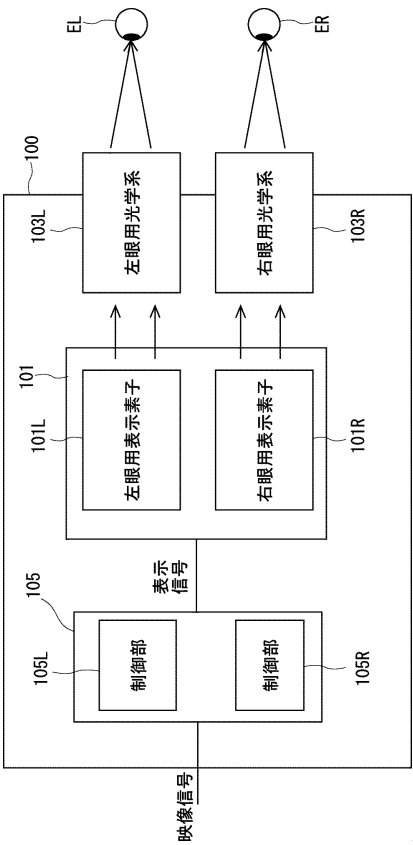 100
映像信号
105
105L
制御部
制御部
105R
表示
信号
101
101L
左眼用表示素子
右眼用表示素子
101R
103L
左眼用光学系
右眼用光学系
103R
EL
ER